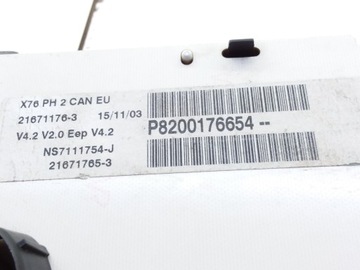 X76 PH 2 CAN EU
21671176-3 15/11/03
V4.2 V2.0 Eep V4.2
NS7111754-J
21671765-3
P8200176654--